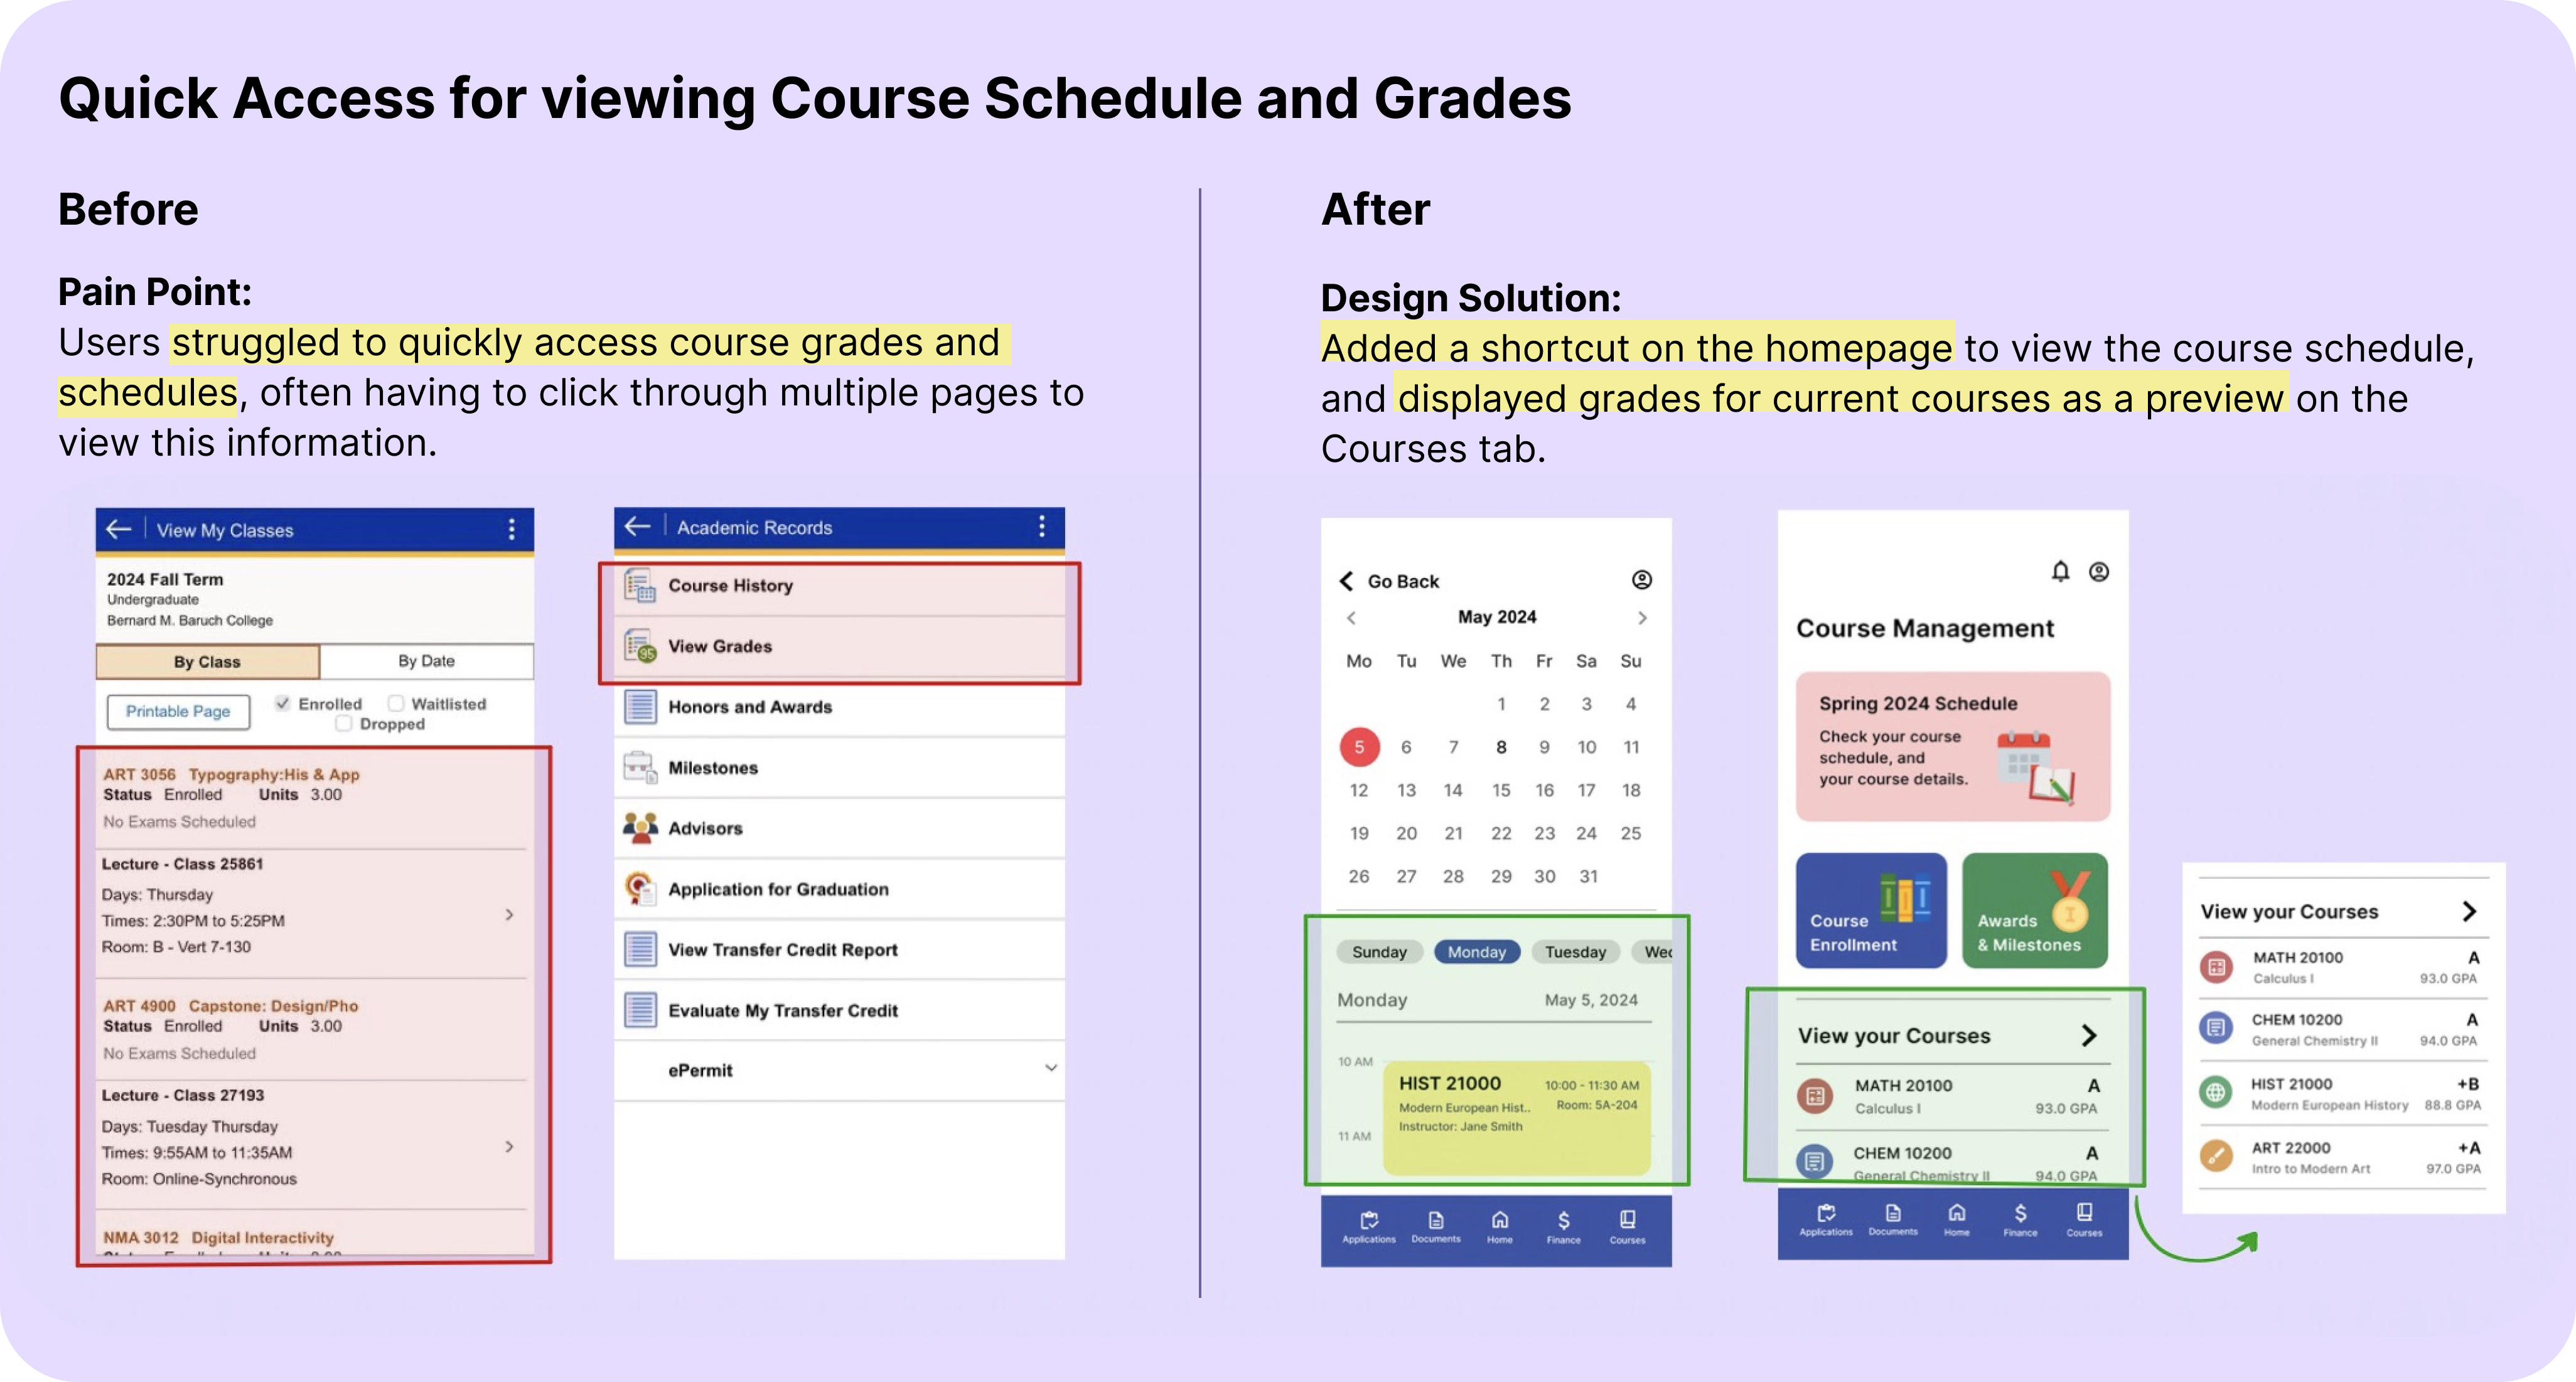 Quick Access for viewing Course Schedule and Grades
Before
Pain Point:
Users struggled to quickly access course grades and
schedules, often having to click through multiple pages to
view this information.
View My Classes
2024 Fall Term
Undergraduate
Bernard M. Baruch College
By Class
By Date
Printable Page
Enrolled
Waitlisted
Dropped
ART 3056 Typography:His & App
Status Enrolled Units 3.00
No Exams Scheduled
Lecture - Class 25861
Days: Thursday
Times: 2:30PM to 5:25PM
Room: B - Vert 7-130
ART 4900 Capstone: Design/Pho
Status Enrolled Units 3.00
No Exams Scheduled
Lecture - Class 27193
Days: Tuesday Thursday
Times: 9:55AM to 11:35AM
Room: Online-Synchronous
NMA 3012 Digital Interactivity
Academic Records
Course History
95
View Grades
Honors and Awards
Milestones
Advisors
Application for Graduation
View Transfer Credit Report
Evaluate My Transfer Credit
ePermit
After
Design Solution:
Added a shortcut on the homepage to view the course schedule,
and displayed grades for current courses as a preview on the
Courses tab.
Go Back
May 2024
Mo Tu We Th Fr Sa Su
1 2 3 4
5 6 7 8 9 10 11
12 13 14 15 16 17 18
19 20 21 22 23 24 25
26 27 28 29 30 31
Sunday Monday Tuesday Wed
Monday May 5, 2024
10 AM
HIST 21000 10:00 - 11:30 AM
Modern European Hist.. Room: 5A-204
Instructor: Jane Smith
11 AM
Applications Documents Home Finance Courses
Course Management
Spring 2024 Schedule
Check your course
schedule, and
your course details.
Course
Enrollment
Awards
& Milestones
View your Courses
MATH 20100 A
Calculus I 93.0 GPA
CHEM 10200 A
General Chemistry II 94.0 GPA
Applications Documents Home Finance Courses
View your Courses
MATH 20100 A
Calculus I 93.0 GPA
CHEM 10200 A
General Chemistry II 94.0 GPA
HIST 21000 +B
Modern European History 88.8 GPA
ART 22000 +A
Intro to Modern Art 97.0 GPA